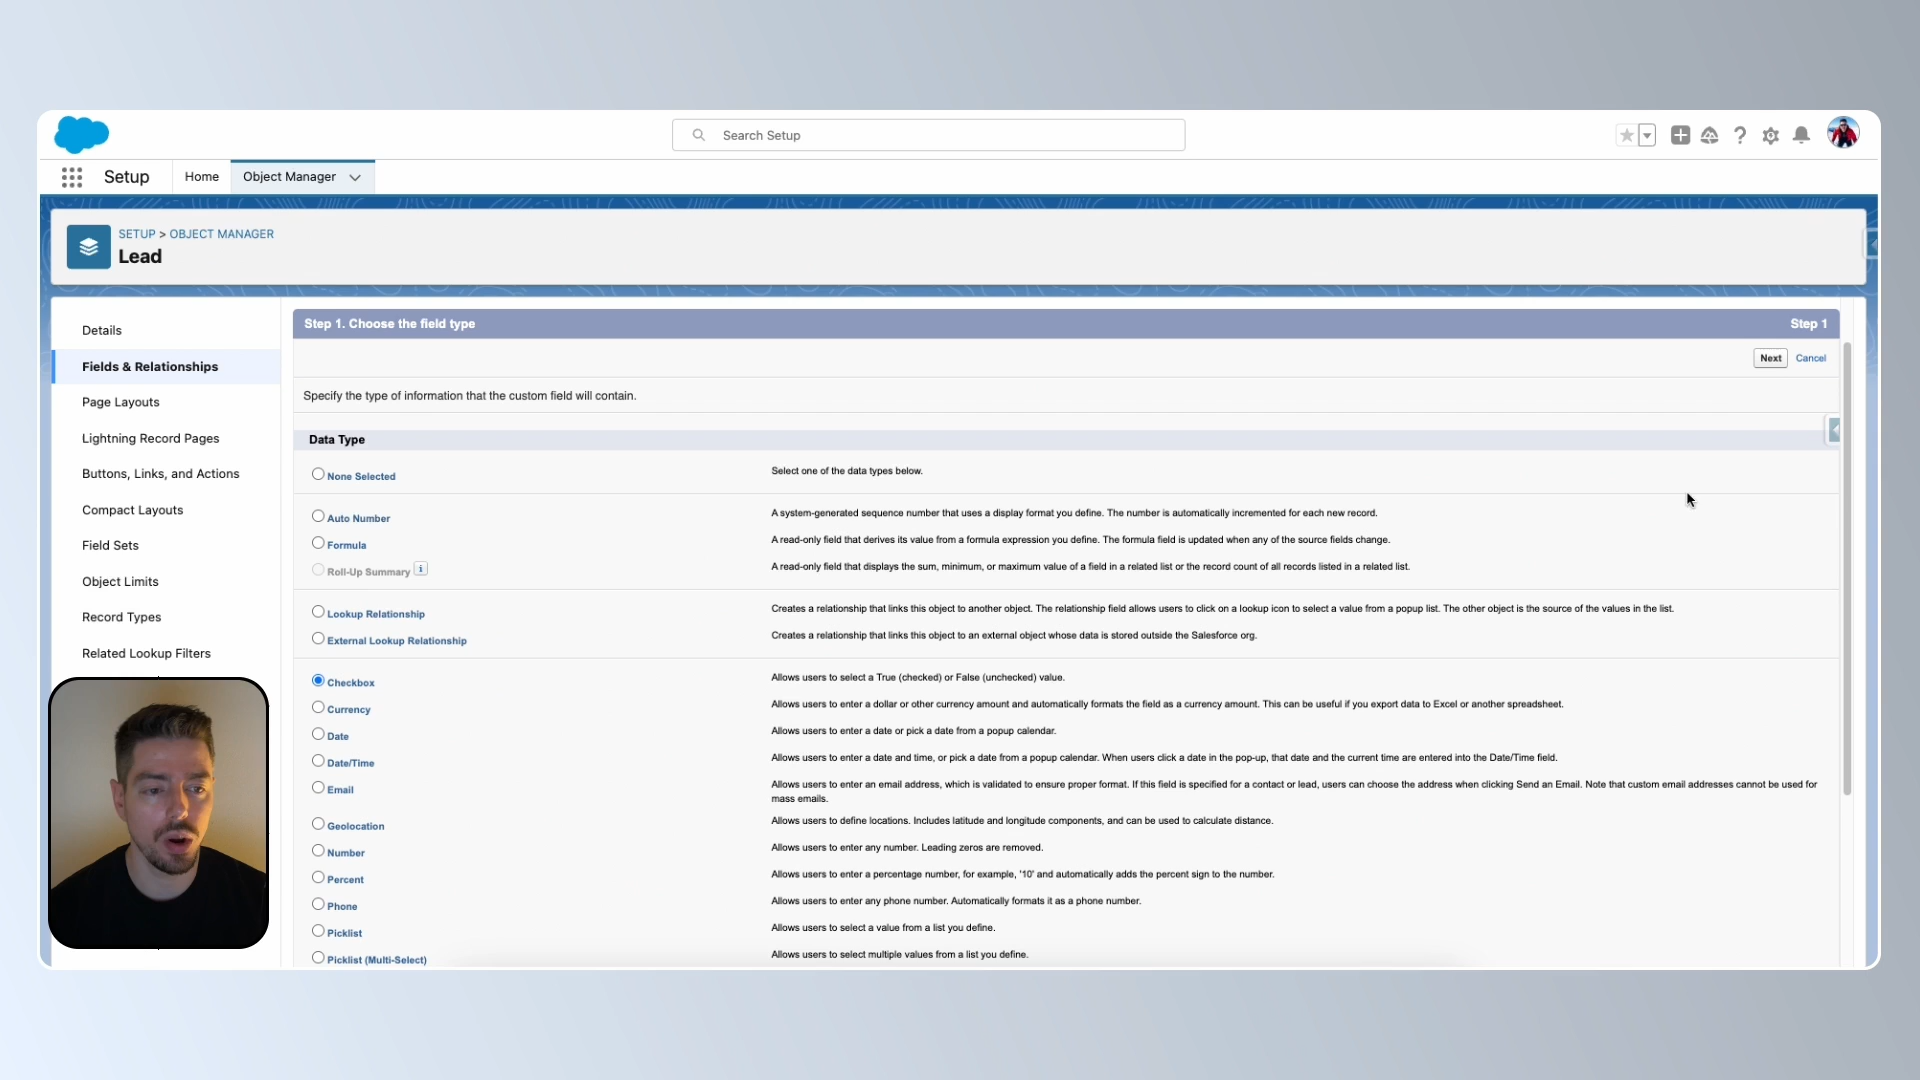 Search Setup
Setup
Home
Object Manager
SETUP > OBJECT MANAGER
Lead
Details
Fields & Relationships
Page Layouts
Lightning Record Pages
Buttons, Links, and Actions
Compact Layouts
Field Sets
Object Limits
Record Types
Related Lookup Filters
Step 1. Choose the field type
Step 1
Next
Cancel
Specify the type of information that the custom field will contain.
Data Type
None Selected
Select one of the data types below.
Auto Number
A system-generated sequence number that uses a display format you define. The number is automatically incremented for each new record.
Formula
A read-only field that derives its value from a formula expression you define. The formula field is updated when any of the source fields change.
Roll-Up Summary i
A read-only field that displays the sum, minimum, or maximum value of a field in a related list or the record count of all records listed in a related list.
Lookup Relationship
Creates a relationship that links this object to another object. The relationship field allows users to click on a lookup icon to select a value from a popup list. The other object is the source of the values in the list.
External Lookup Relationship
Creates a relationship that links this object to an external object whose data is stored outside the Salesforce org.
Checkbox
Allows users to select a True (checked) or False (unchecked) value.
Currency
Allows users to enter a dollar or other currency amount and automatically formats the field as a currency amount. This can be useful if you export data to Excel or another spreadsheet.
Date
Allows users to enter a date or pick a date from a popup calendar.
Date/Time
Allows users to enter a date and time, or pick a date from a popup calendar. When users click a date in the pop-up, that date and the current time are entered into the Date/Time field.
Email
Allows users to enter an email address, which is validated to ensure proper format. If this field is specified for a contact or lead, users can choose the address when clicking Send an Email. Note that custom email addresses cannot be used for
mass emails.
Geolocation
Allows users to define locations. Includes latitude and longitude components, and can be used to calculate distance.
Number
Allows users to enter any number. Leading zeros are removed.
Percent
Allows users to enter a percentage number, for example, '10' and automatically adds the percent sign to the number.
Phone
Allows users to enter any phone number. Automatically formats it as a phone number.
Picklist
Allows users to select a value from a list you define.
Picklist (Multi-Select)
Allows users to select multiple values from a list you define.